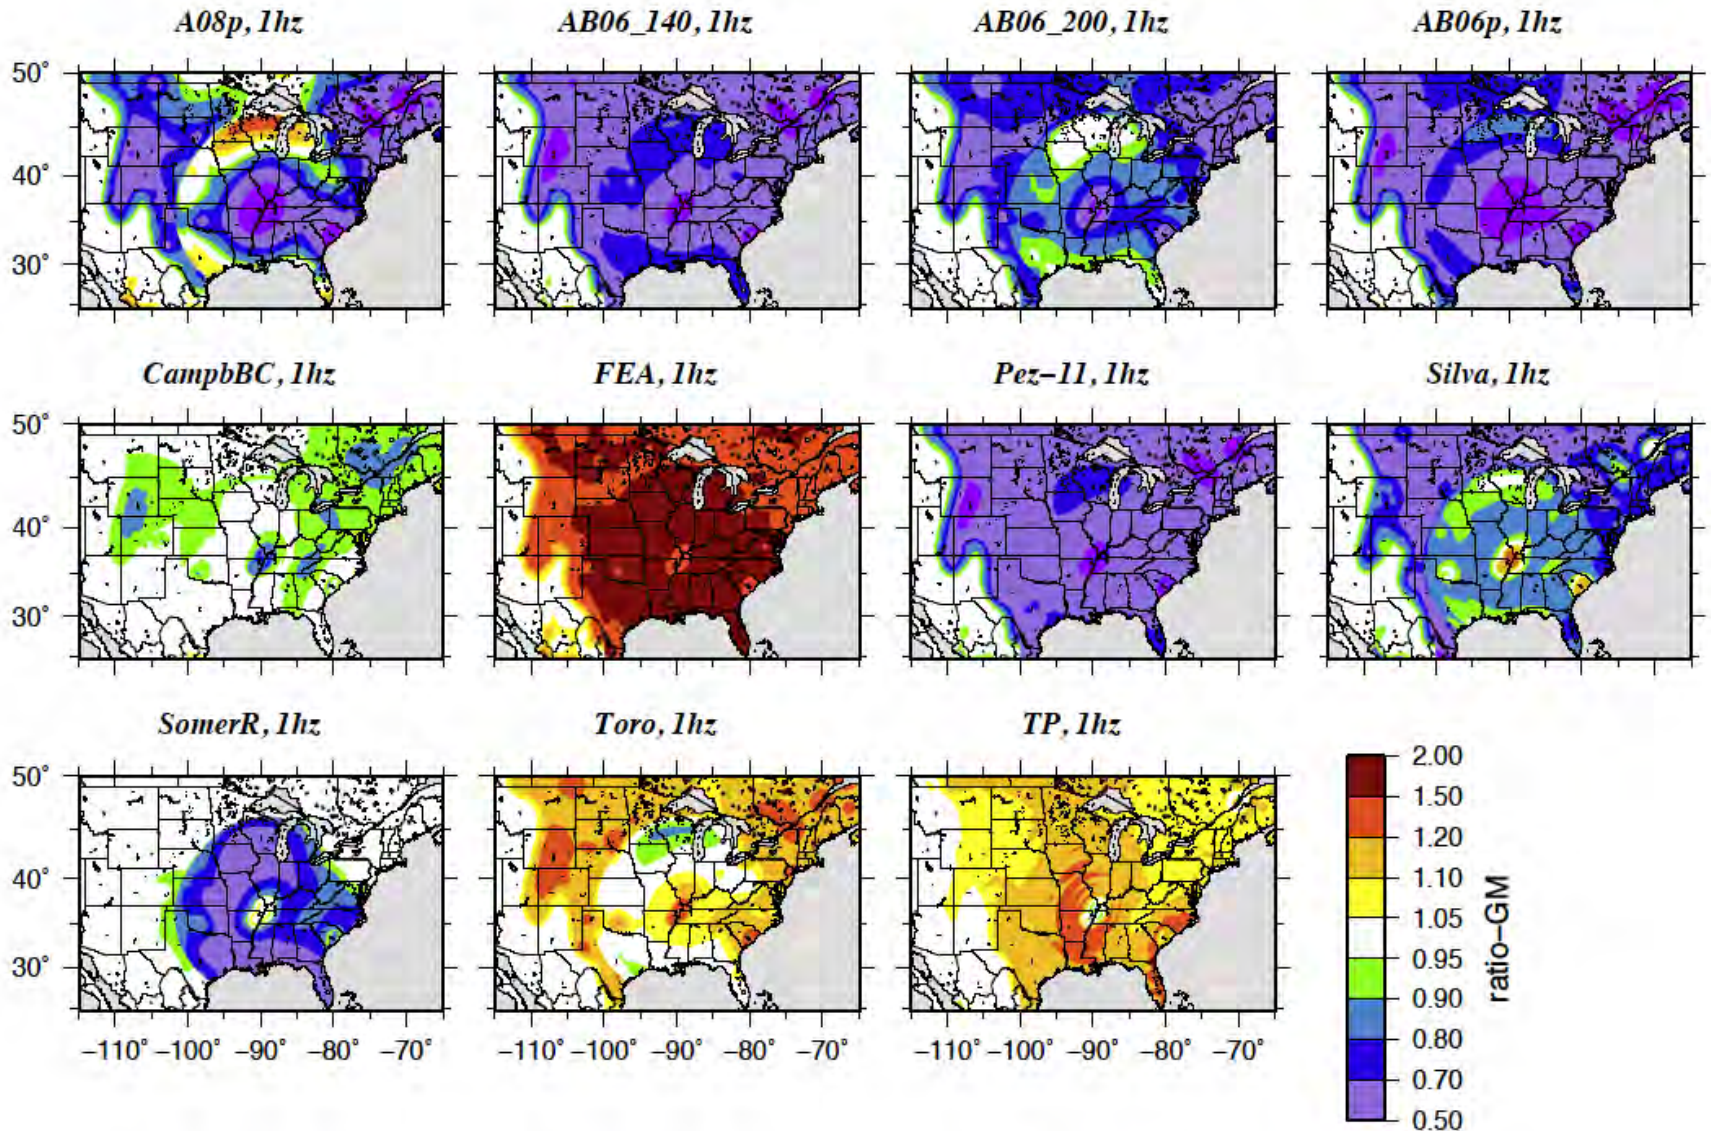 A08p, 1hz
AB06_140, 1hz
AB06_200, 1hz
AB06p, 1hz
50°
40°
30°
CampbBC, 1hz
FEA, 1hz
Pez-11, 1hz
Silva, 1hz
50°
40°
30°
SomerR, 1hz
Toro, 1hz
TP, 1hz
50°
40°
30°
−110° −100° −90° −80° −70°
−110° −100° −90° −80° −70°
−110° −100° −90° −80° −70°
2.00
1.50
1.20
1.10
1.05
0.95
0.90
0.80
0.70
0.50
ratio−GM